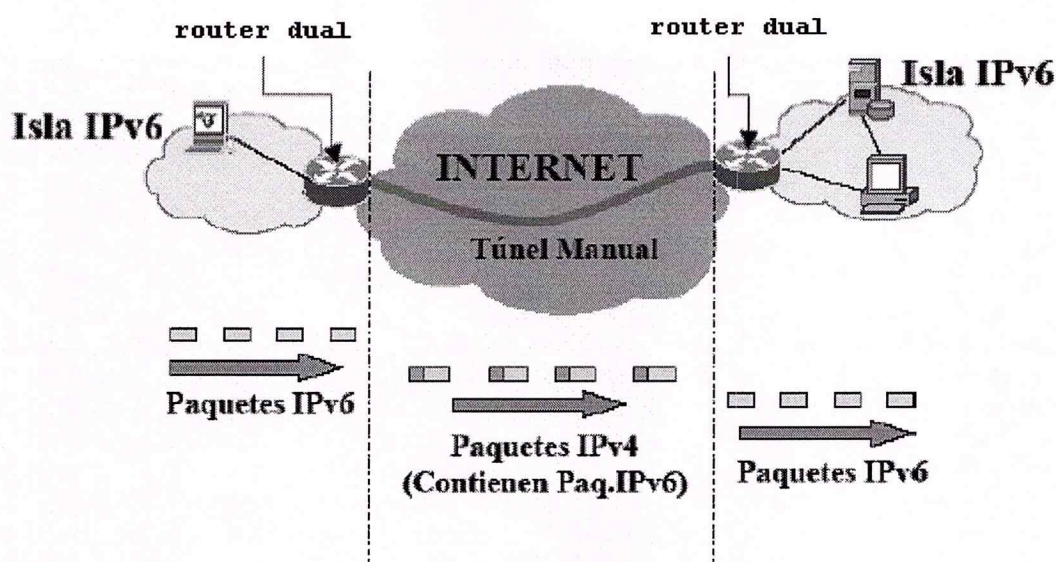 router dual
router dual
Isla IPv6
Isla IPv6
INTERNET
Túnel Manual
Paquetes IPv6
Paquetes IPv4
(Contienen Paq.IPv6)
Paquetes IPv6